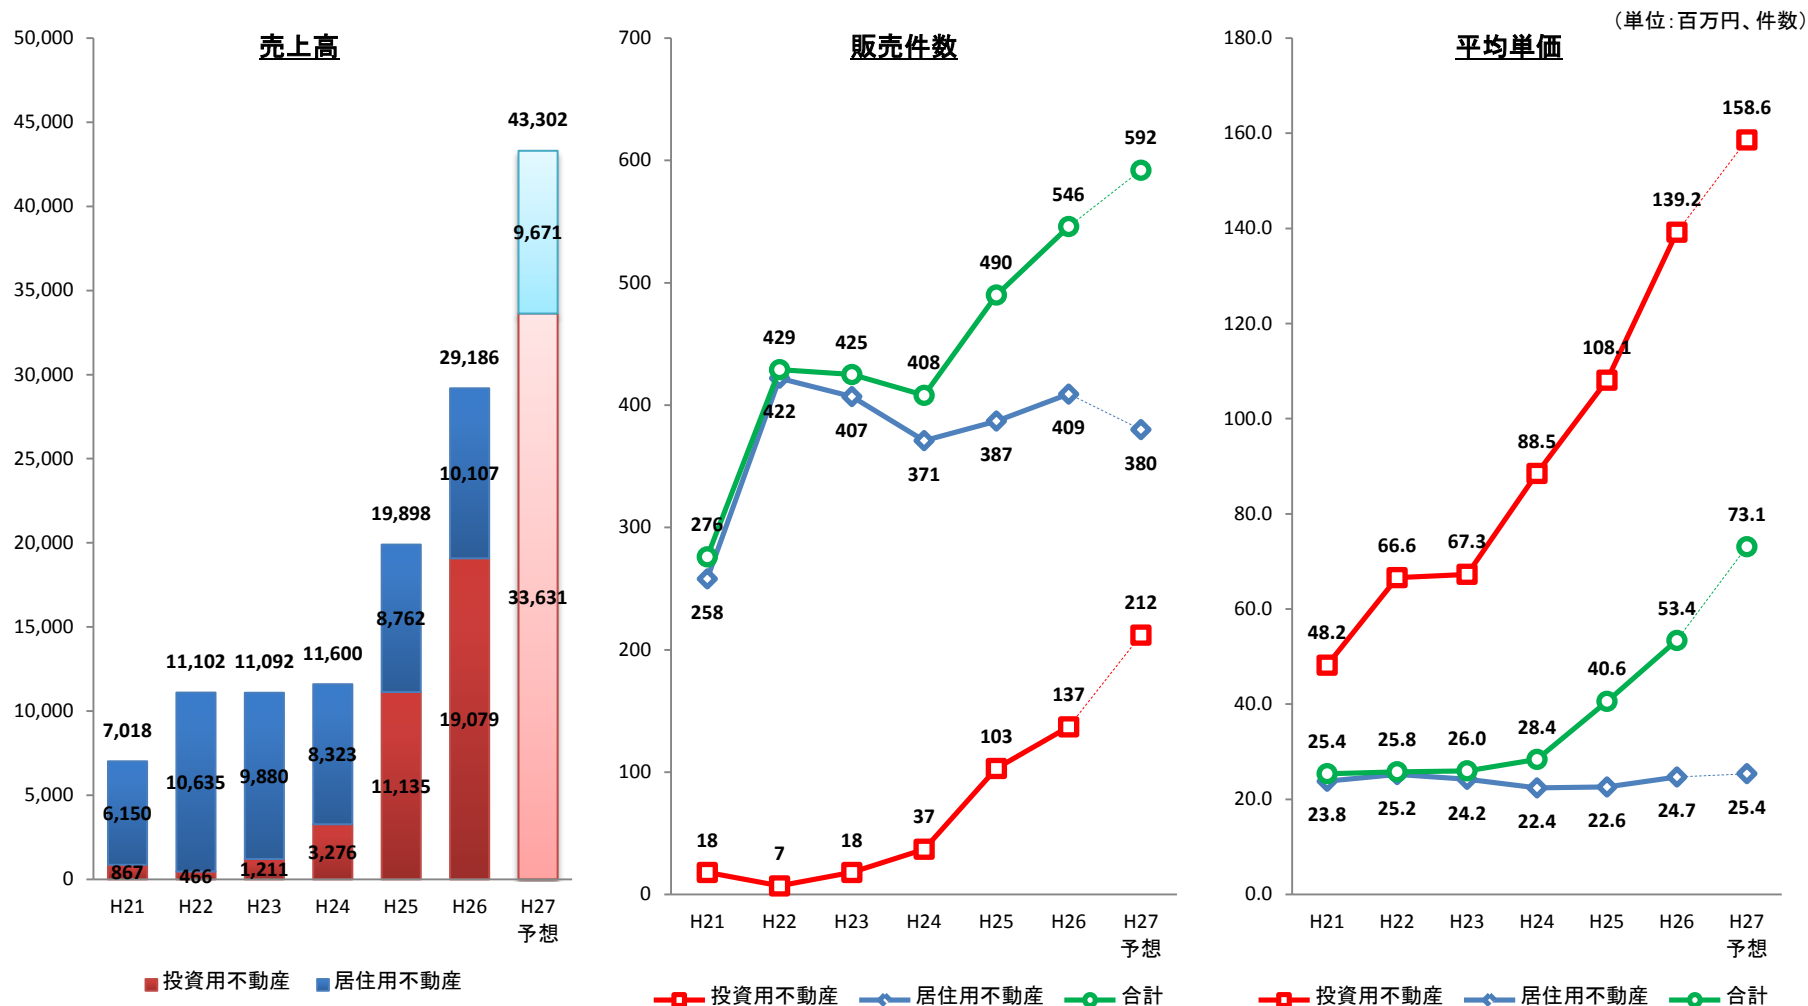 （単位：百万円、件数）
売上高
50,000
45,000
40,000
35,000
30,000
25,000
20,000
15,000
10,000
5,000
0
7,018
6,150
867
11,102
10,635
466
11,092
9,880
1,211
11,600
8,323
3,276
19,898
8,762
11,135
29,186
10,107
19,079
43,302
9,671
33,631
H21 H22 H23 H24 H25 H26 H27
予想
投資用不動産 居住用不動産
販売件数
700
600
500
400
300
200
100
0
276 429 425 408 490 546 592
258 422 407 371 387 409 380
18 7 18 37 103 137 212
H21 H22 H23 H24 H25 H26 H27
予想
投資用不動産 居住用不動産 合計
平均単価
180.0
160.0
140.0
120.0
100.0
80.0
60.0
40.0
20.0
0.0
48.2 66.6 67.3 88.5 108.1 139.2 158.6
25.4 25.8 26.0 28.4 40.6 53.4 73.1
23.8 25.2 24.2 22.4 22.6 24.7 25.4
H21 H22 H23 H24 H25 H26 H27
予想
投資用不動産 居住用不動産 合計